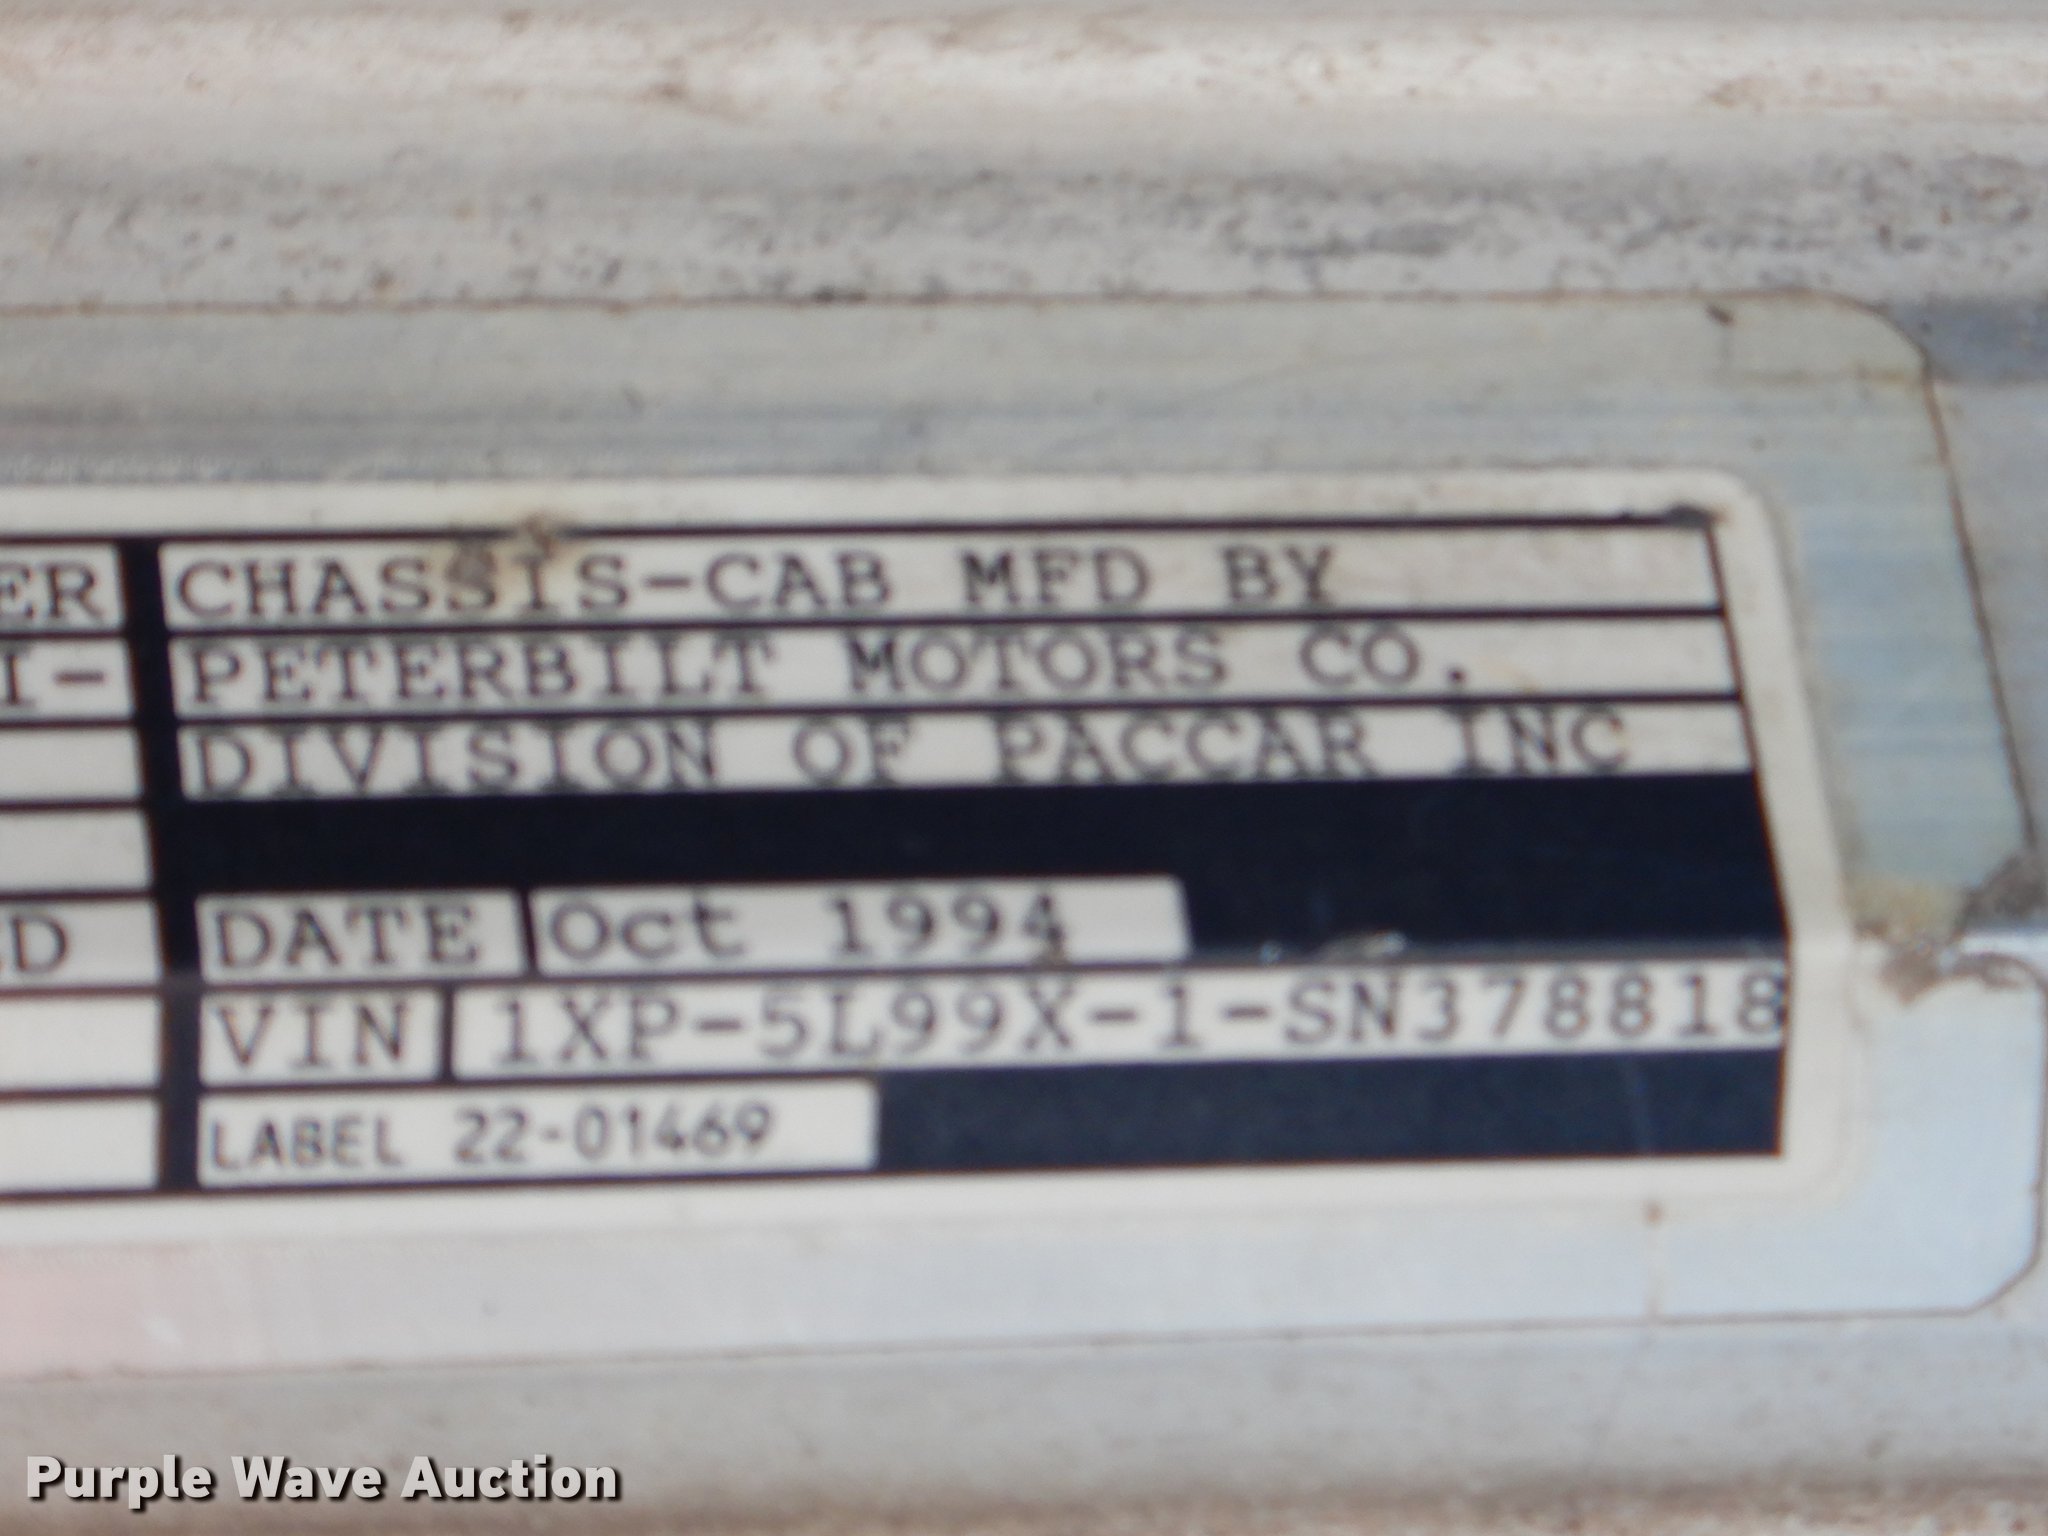 ER CHASSIS-CAB MFD BY
I- PETERBILT MOTORS CO.
DIVISION OF PACCAR INC
ED DATE Oct 1994
VIN 1XP-5L99X-1-SN378818
LABEL 22-01469
Purple Wave Auction